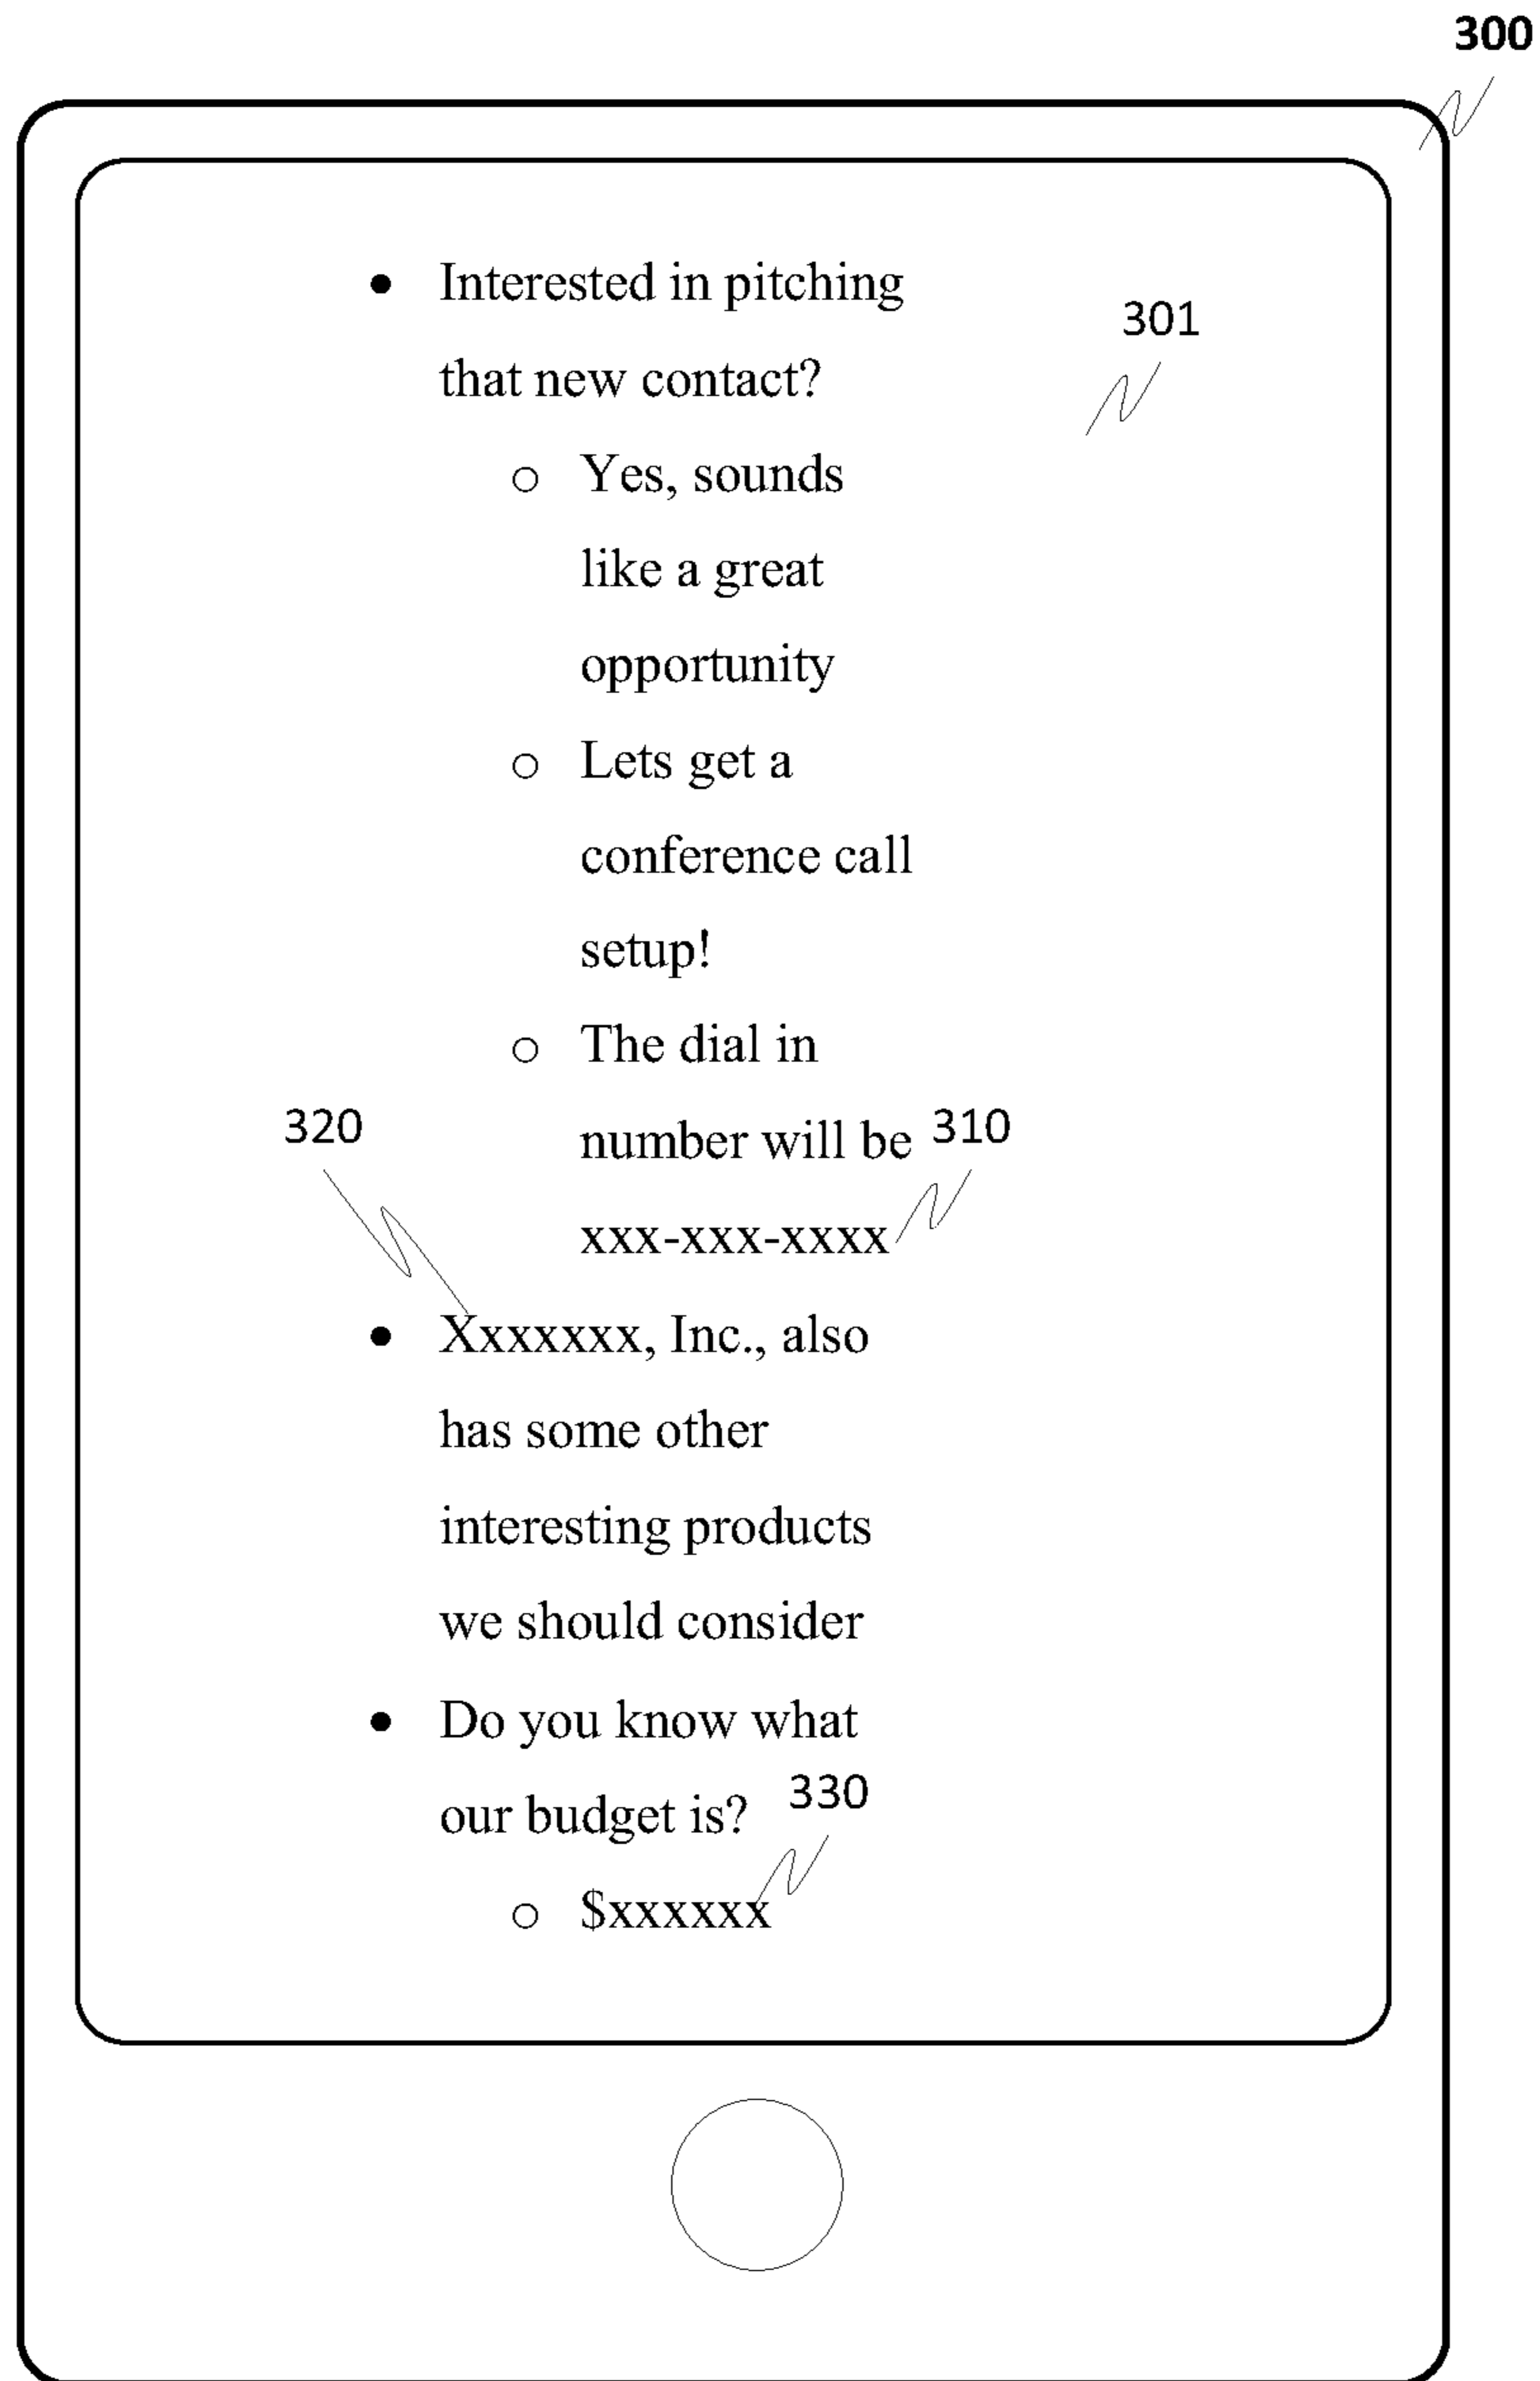 300
• Interested in pitching
301
that new contact?
○ Yes, sounds
like a great
opportunity
○ Lets get a
conference call
setup!
○ The dial in
320
number will be 310
xxx-xxx-xxxx
• Xxxxxxxx, Inc., also
has some other
interesting products
we should consider
• Do you know what
330
our budget is?
○ $xxxxxx